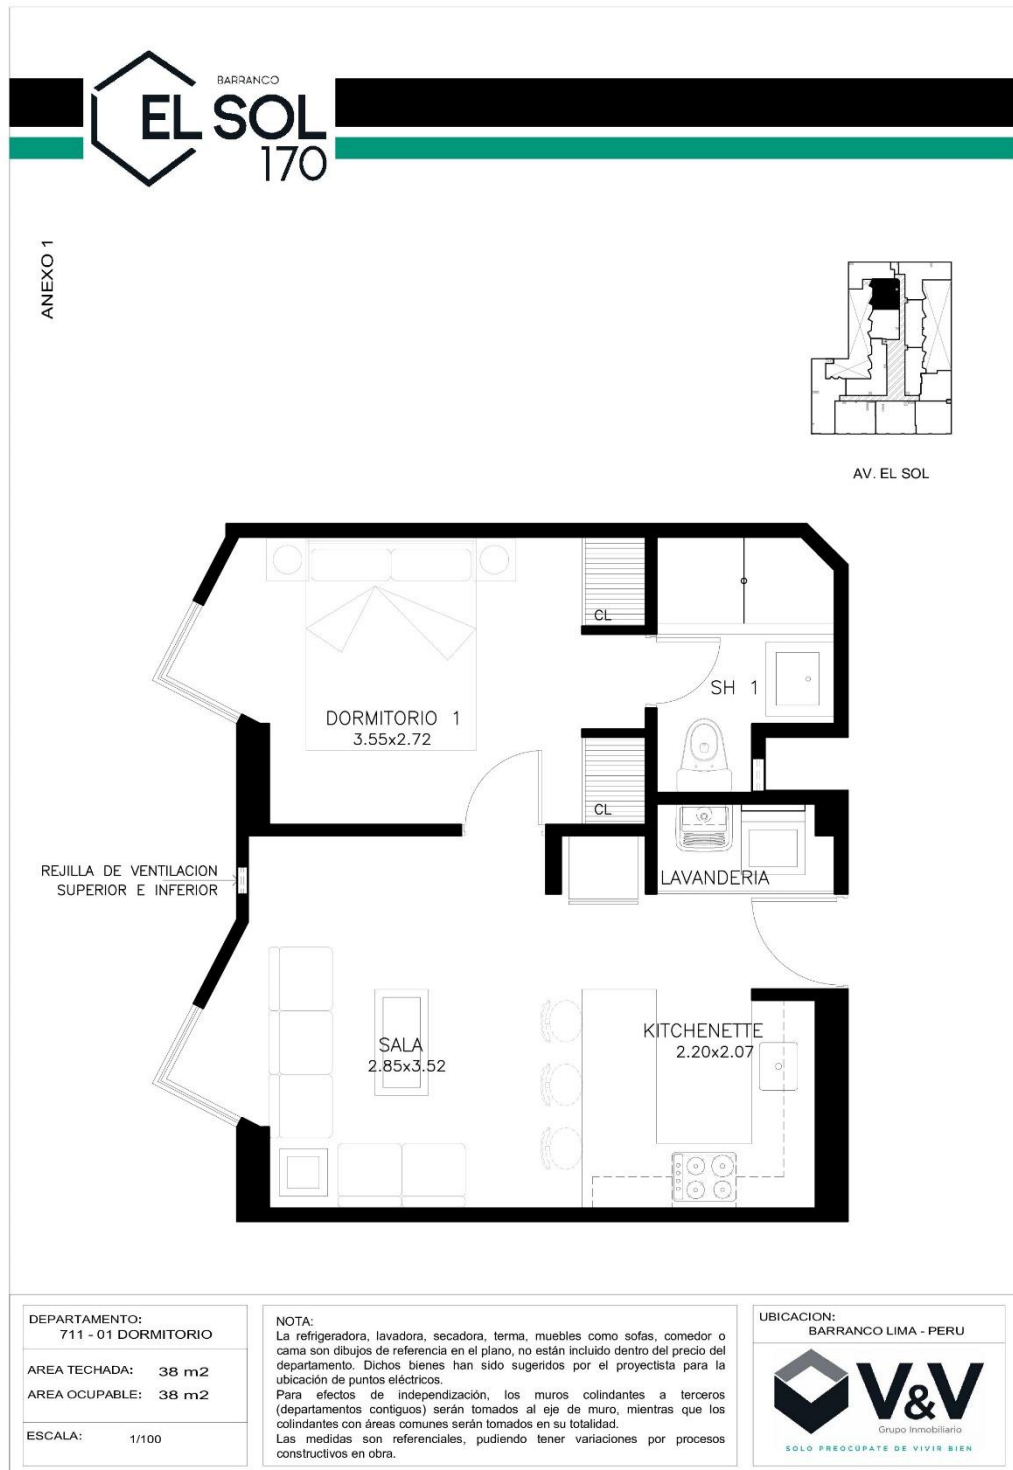 BARRANCO
EL SOL
170
ANEXO 1
AV. EL SOL
CL
SH 1
DORMITORIO 1
3.55x2.72
CL
REJILLA DE VENTILACION
SUPERIOR E INFERIOR
LAVANDERIA
KITCHENETTE
2.20x2.07
SALA
2.85x3.52
DEPARTAMENTO:
711 - 01 DORMITORIO
AREA TECHADA: 38 m2
AREA OCUPABLE: 38 m2
ESCALA: 1/100
NOTA:
La refrigeradora, lavadora, secadora, terma, muebles como sofas, comedor o
cama son dibujos de referencia en el plano, no están incluido dentro del precio del
departamento. Dichos bienes han sido sugeridos por el proyectista para la
ubicación de puntos eléctricos.
Para efectos de independización, los muros colindantes a terceros
(departamentos contiguos) serán tomados al eje de muro, mientras que los
colindantes con áreas comunes serán tomados en su totalidad.
Las medidas son referenciales, pudiendo tener variaciones por procesos
constructivos en obra.
UBICACION:
BARRANCO LIMA - PERU
V&V
Grupo Inmobiliario
SOLO PREOCÚPATE DE VIVIR BIEN